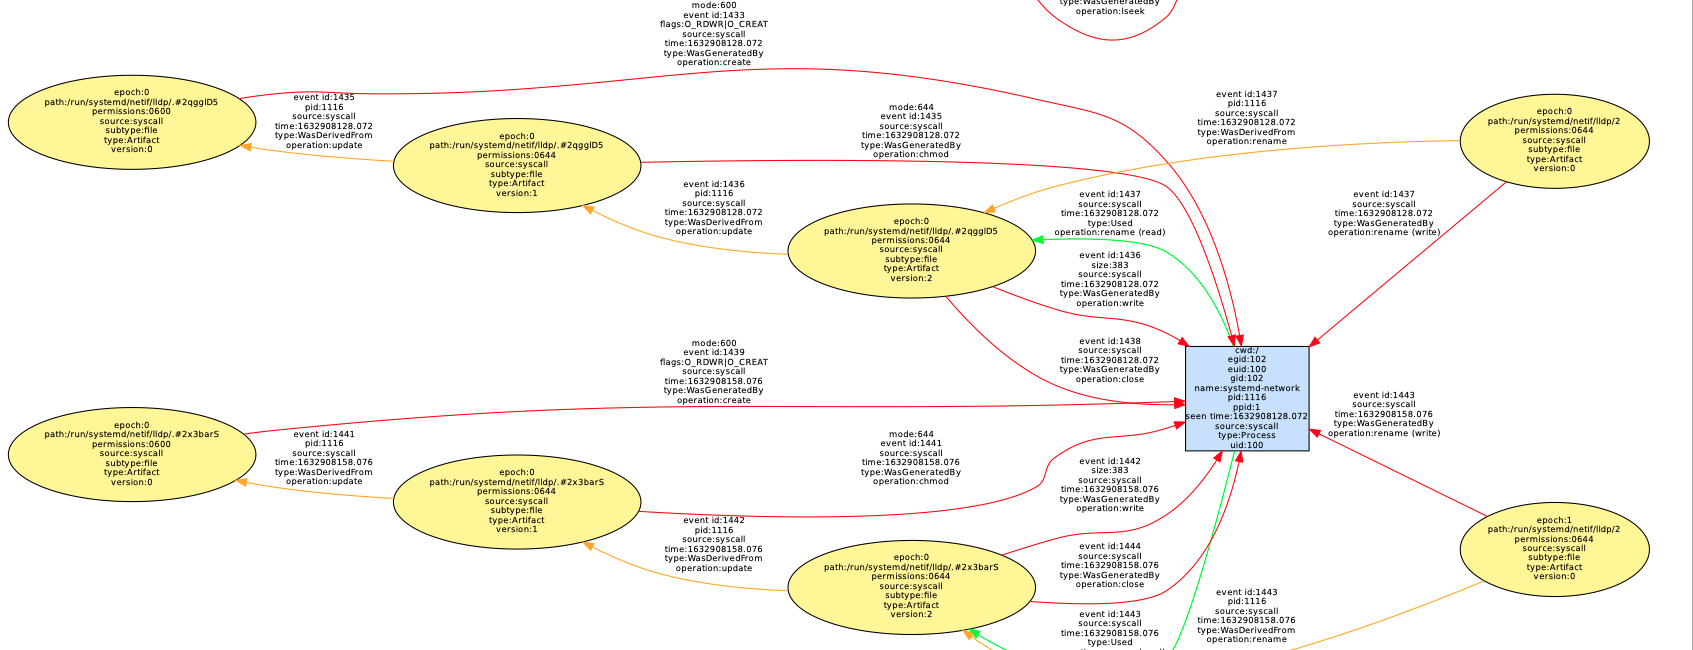 mode:600
event id:1433
flags:O_RDWR|O_CREAT
source:syscall
time:1632908128.072
type:WasGeneratedBy
operation:create
type:WasGeneratedBy
operation:lseek
epoch:0
path:/run/systemd/netif/lldp/.#2qgglD5
permissions:0600
source:syscall
subtype:file
type:Artifact
version:0
event id:1435
pid:1116
source:syscall
time:1632908128.072
type:WasDerivedFrom
operation:update
epoch:0
path:/run/systemd/netif/lldp/.#2qgglD5
permissions:0644
source:syscall
subtype:file
type:Artifact
version:1
mode:644
event id:1435
source:syscall
time:1632908128.072
type:WasGeneratedBy
operation:chmod
event id:1437
pid:1116
source:syscall
time:1632908128.072
type:WasDerivedFrom
operation:rename
epoch:0
path:/run/systemd/netif/lldp/2
permissions:0644
source:syscall
subtype:file
type:Artifact
version:0
event id:1436
pid:1116
source:syscall
time:1632908128.072
type:WasDerivedFrom
operation:update
epoch:0
path:/run/systemd/netif/lldp/.#2qgglD5
permissions:0644
source:syscall
subtype:file
type:Artifact
version:2
event id:1437
source:syscall
time:1632908128.072
type:Used
operation:rename (read)
event id:1437
source:syscall
time:1632908128.072
type:WasGeneratedBy
operation:rename (write)
event id:1436
size:383
source:syscall
time:1632908128.072
type:WasGeneratedBy
operation:write
event id:1438
source:syscall
time:1632908128.072
type:WasGeneratedBy
operation:close
cwd:/
egid:102
euid:100
gid:102
name:systemd-network
pid:1116
ppid:1
seen time:1632908128.072
source:syscall
type:Process
uid:100
mode:600
event id:1439
flags:O_RDWR|O_CREAT
source:syscall
time:1632908158.076
type:WasGeneratedBy
operation:create
epoch:0
path:/run/systemd/netif/lldp/.#2x3barS
permissions:0600
source:syscall
subtype:file
type:Artifact
version:0
event id:1441
pid:1116
source:syscall
time:1632908158.076
type:WasDerivedFrom
operation:update
epoch:0
path:/run/systemd/netif/lldp/.#2x3barS
permissions:0644
source:syscall
subtype:file
type:Artifact
version:1
mode:644
event id:1441
source:syscall
time:1632908158.076
type:WasGeneratedBy
operation:chmod
event id:1443
source:syscall
time:1632908158.076
type:WasGeneratedBy
operation:rename (write)
event id:1442
size:383
source:syscall
time:1632908158.076
type:WasGeneratedBy
operation:write
event id:1442
pid:1116
source:syscall
time:1632908158.076
type:WasDerivedFrom
operation:update
epoch:0
path:/run/systemd/netif/lldp/.#2x3barS
permissions:0644
source:syscall
subtype:file
type:Artifact
version:2
event id:1444
source:syscall
time:1632908158.076
type:WasGeneratedBy
operation:close
epoch:1
path:/run/systemd/netif/lldp/2
permissions:0644
source:syscall
subtype:file
type:Artifact
version:0
event id:1443
source:syscall
time:1632908158.076
type:Used
event id:1443
pid:1116
source:syscall
time:1632908158.076
type:WasDerivedFrom
operation:rename